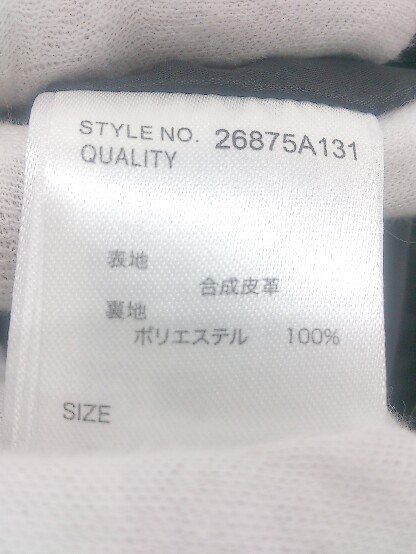 STYLE NO. 26875A131
QUALITY
表地
合成皮革
裏地
ポリエステル 100%
SIZE